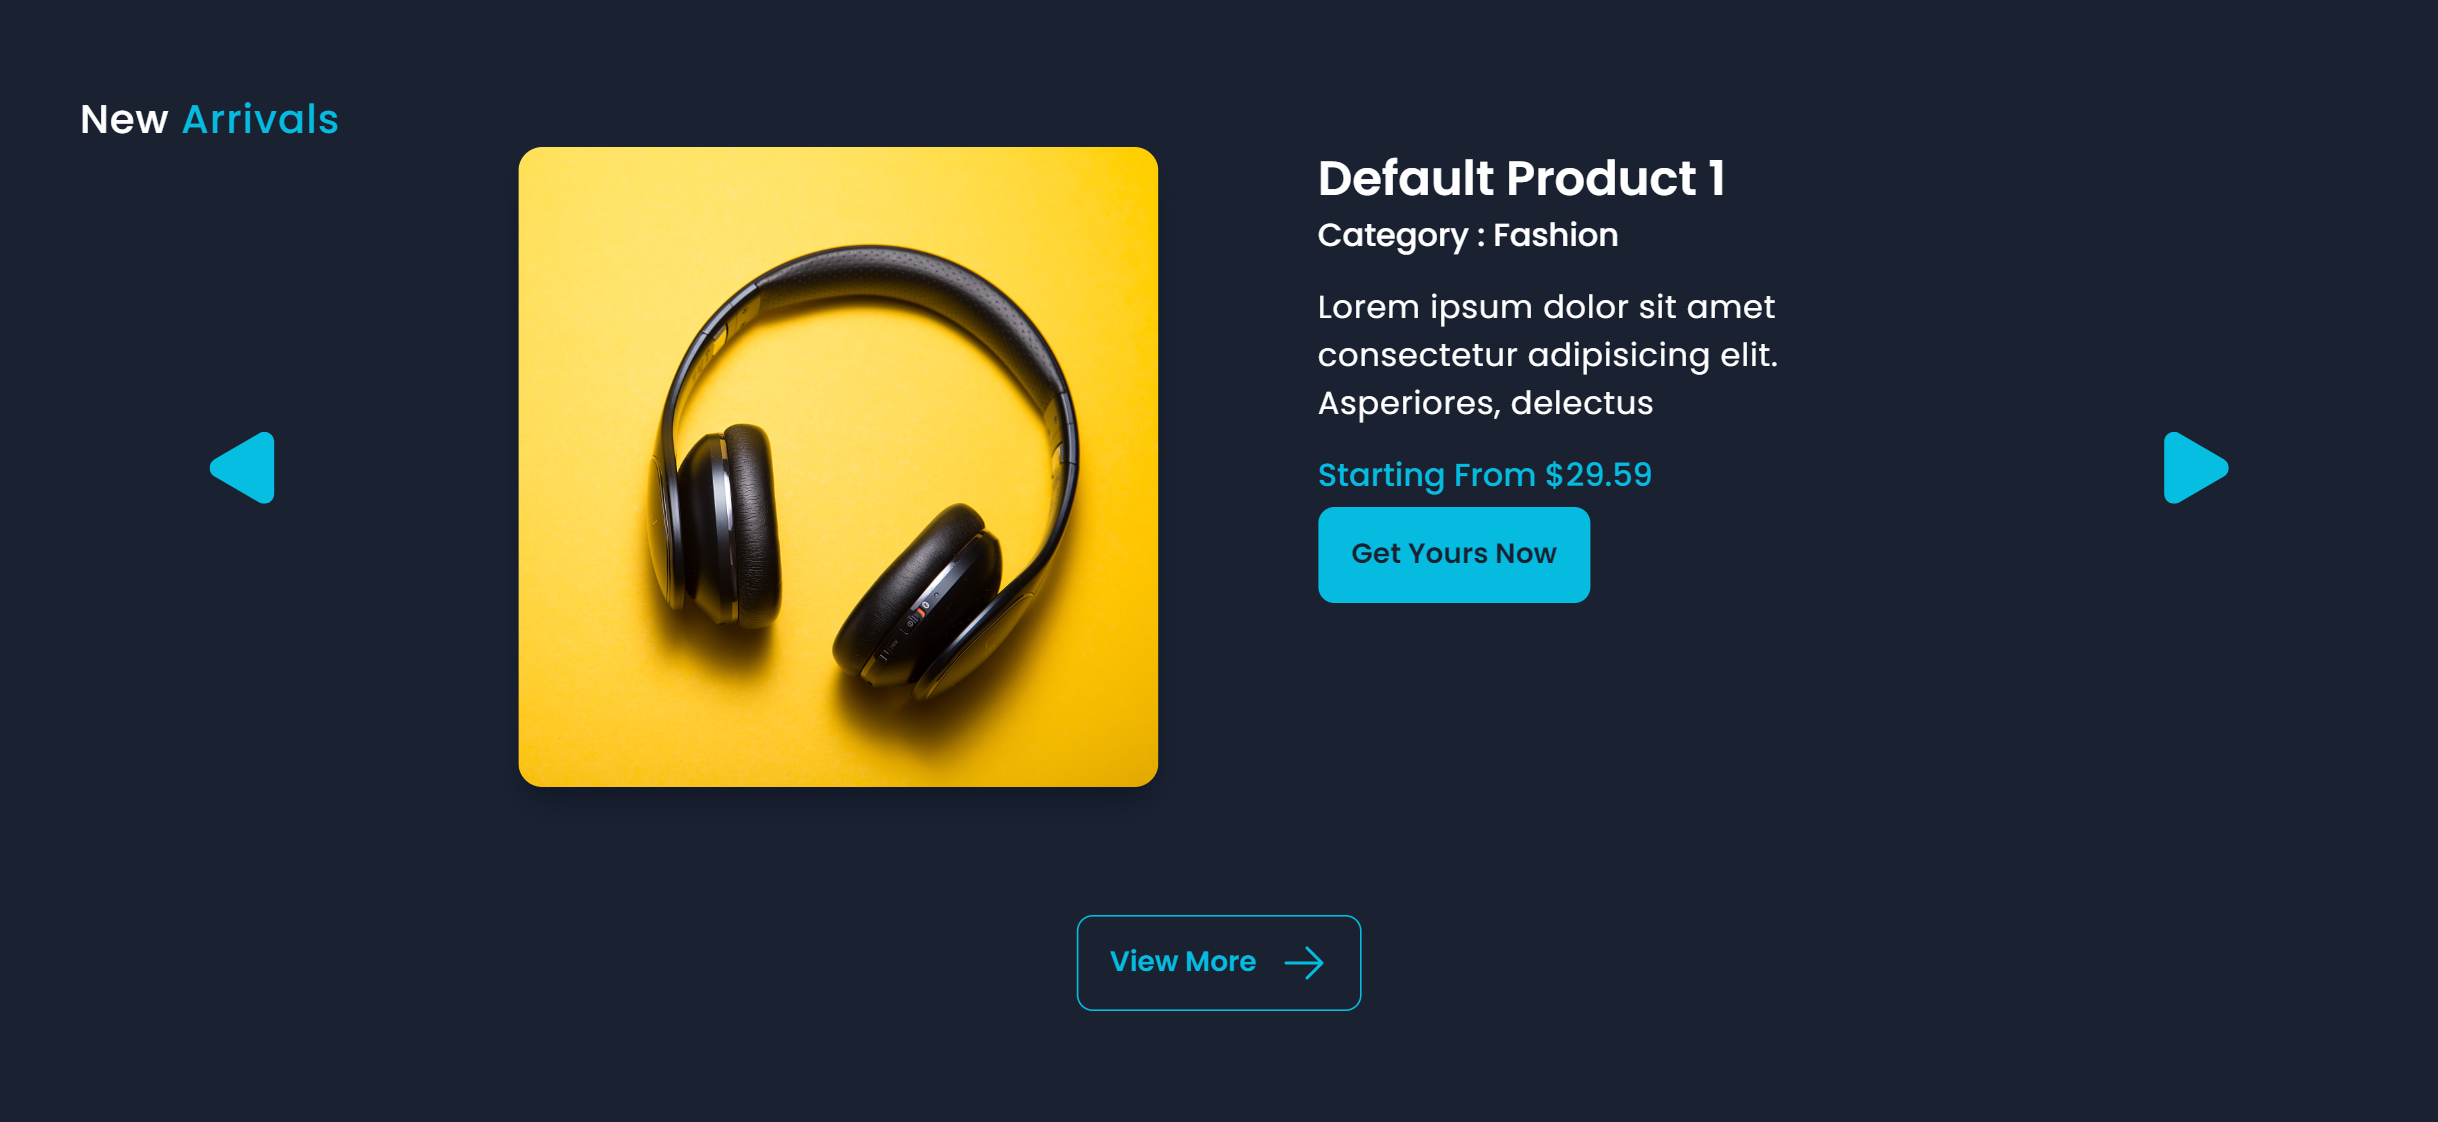 New Arrivals
Default Product 1
Category : Fashion
Lorem ipsum dolor sit amet
consectetur adipisicing elit.
Asperiores, delectus
Starting From $29.59
Get Yours Now
View More